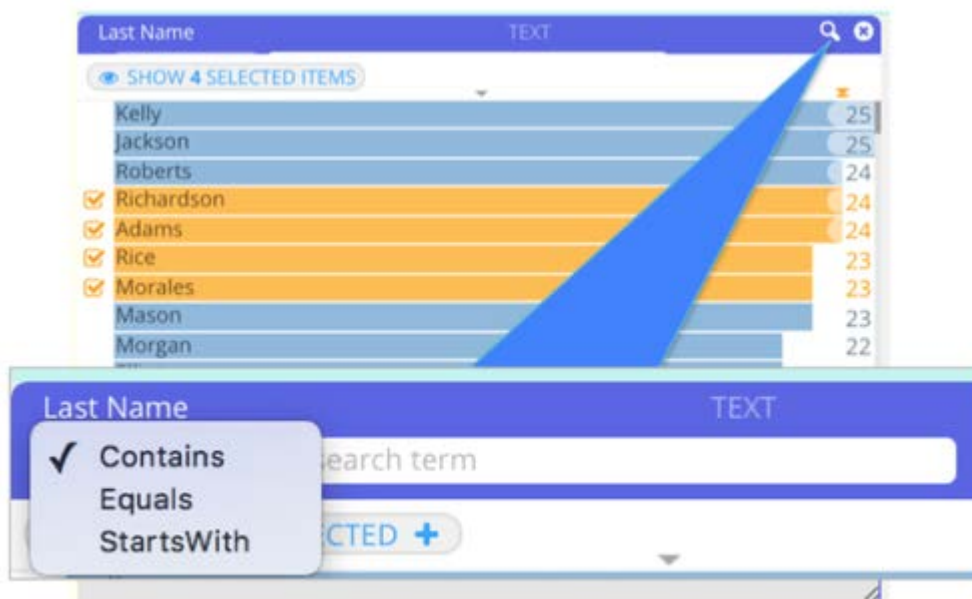 Last Name TEXT
SHOW 4 SELECTED ITEMS
Kelly 25
Jackson 25
Roberts 24
Richardson 24
Adams 24
Rice 23
Morales 23
Mason 23
Morgan 22
Last Name TEXT
✓ Contains
search term
Equals
StartsWith
CTED +